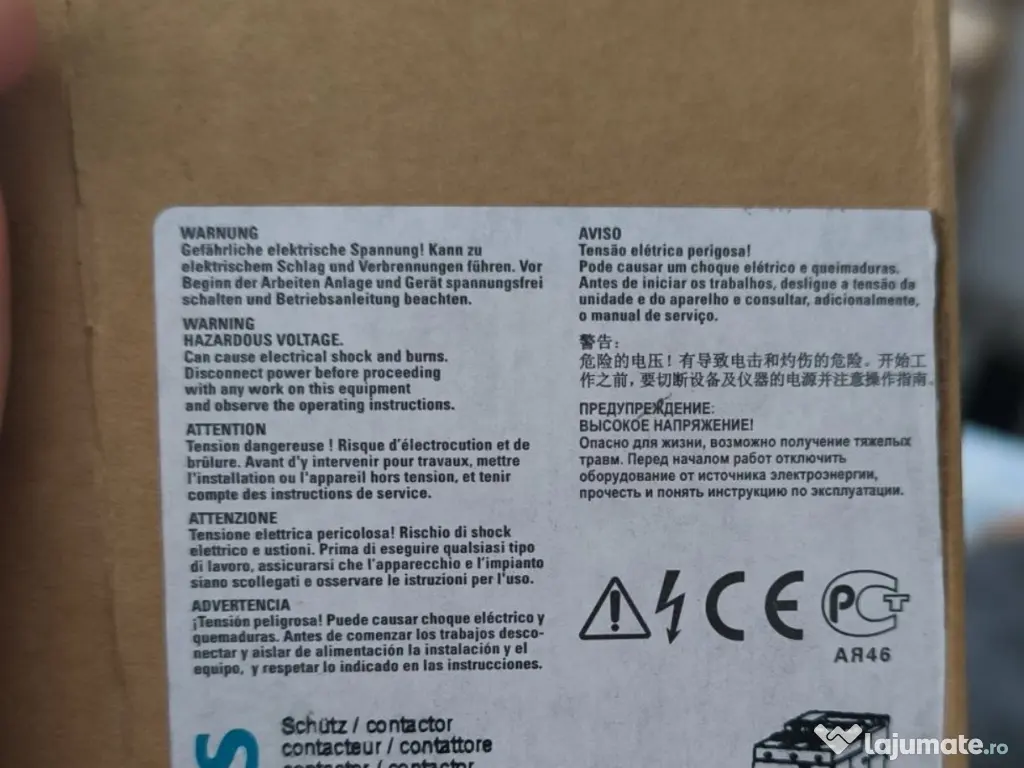 WARNUNG
Gefährliche elektrische Spannung! Kann zu
elektrischem Schlag und Verbrennungen führen. Vor
Beginn der Arbeiten Anlage und Gerät spannungsfrei
schalten und Betriebsanleitung beachten.
WARNING
HAZARDOUS VOLTAGE.
Can cause electrical shock and burns.
Disconnect power before proceeding
with any work on this equipment
and observe the operating instructions.
ATTENTION
Tension dangereuse ! Risque d'électrocution et de
brûlure. Avant d'y intervenir pour travaux, mettre
l'installation ou l'appareil hors tension, et tenir
compte des instructions de service.
ATTENZIONE
Tensione elettrica pericolosa! Rischio di shock
elettrico e ustioni. Prima di eseguire qualsiasi tipo
di lavoro, assicurarsi che l'apparecchio e l'impianto
siano scollegati e osservare le istruzioni per l'uso.
ADVERTENCIA
¡Tensión peligrosa! Puede causar choque eléctrico y
quemaduras. Antes de comenzar los trabajos desco-
nectar y aislar de alimentación la instalación y el
equipo, y respetar lo indicado en las instrucciones.
AVISO
Tensão elétrica perigosa!
Pode causar um choque elétrico e queimaduras.
Antes de iniciar os trabalhos, desligue a tensão da
unidade e do aparelho e consultar, adicionalmente,
o manual de serviço.
警告：
危险的电压！有导致电击和灼伤的危险。开始工
作之前，要切断设备及仪器的电源并注意操作指南。
ПРЕДУПРЕЖДЕНИЕ:
ВЫСОКОЕ НАПРЯЖЕНИЕ!
Опасно для жизни, возможно получение тяжелых
травм. Перед началом работ отключить
оборудование от источника электроэнергии,
прочесть и понять инструкцию по эксплуатации.
CE PCT
АЯ46
S
Schütz / contactor
contacteur / contattore
contactor / contactor
lajumate.ro